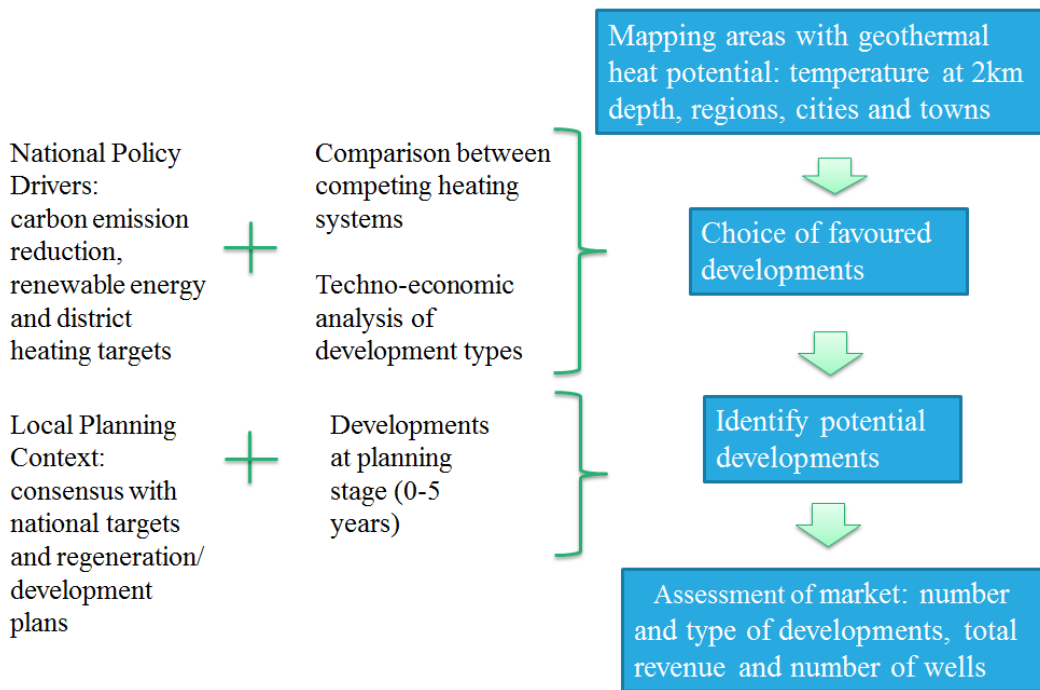 Mapping areas with geothermal
heat potential: temperature at 2km
depth, regions, cities and towns
National Policy
Drivers:
carbon emission
reduction,
renewable energy
and district
heating targets
Comparison between
competing heating
systems
Techno-economic
analysis of
development types
Choice of favoured
developments
Local Planning
Context:
consensus with
national targets
and regeneration/
development
plans
Developments
at planning
stage (0-5
years)
Identify potential
developments
Assessment of market: number
and type of developments, total
revenue and number of wells